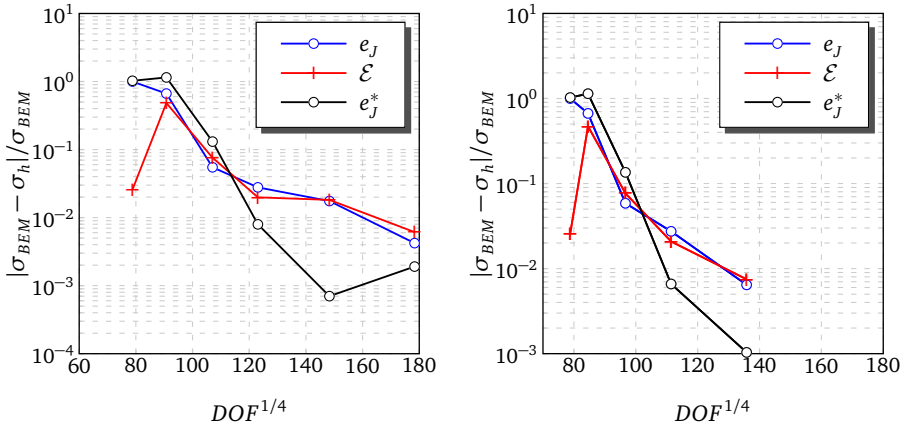 10^1
10^0
10^−1
10^−2
10^−3
10^−4
60 80 100 120 140 160 180
|σ_BEM − σ_h|/σ_BEM
DOF^1/4
e_J
ℰ
e_J^*
10^1
10^0
10^−1
10^−2
10^−3
80 100 120 140 160 180
|σ_BEM − σ_h|/σ_BEM
DOF^1/4
e_J
ℰ
e_J^*